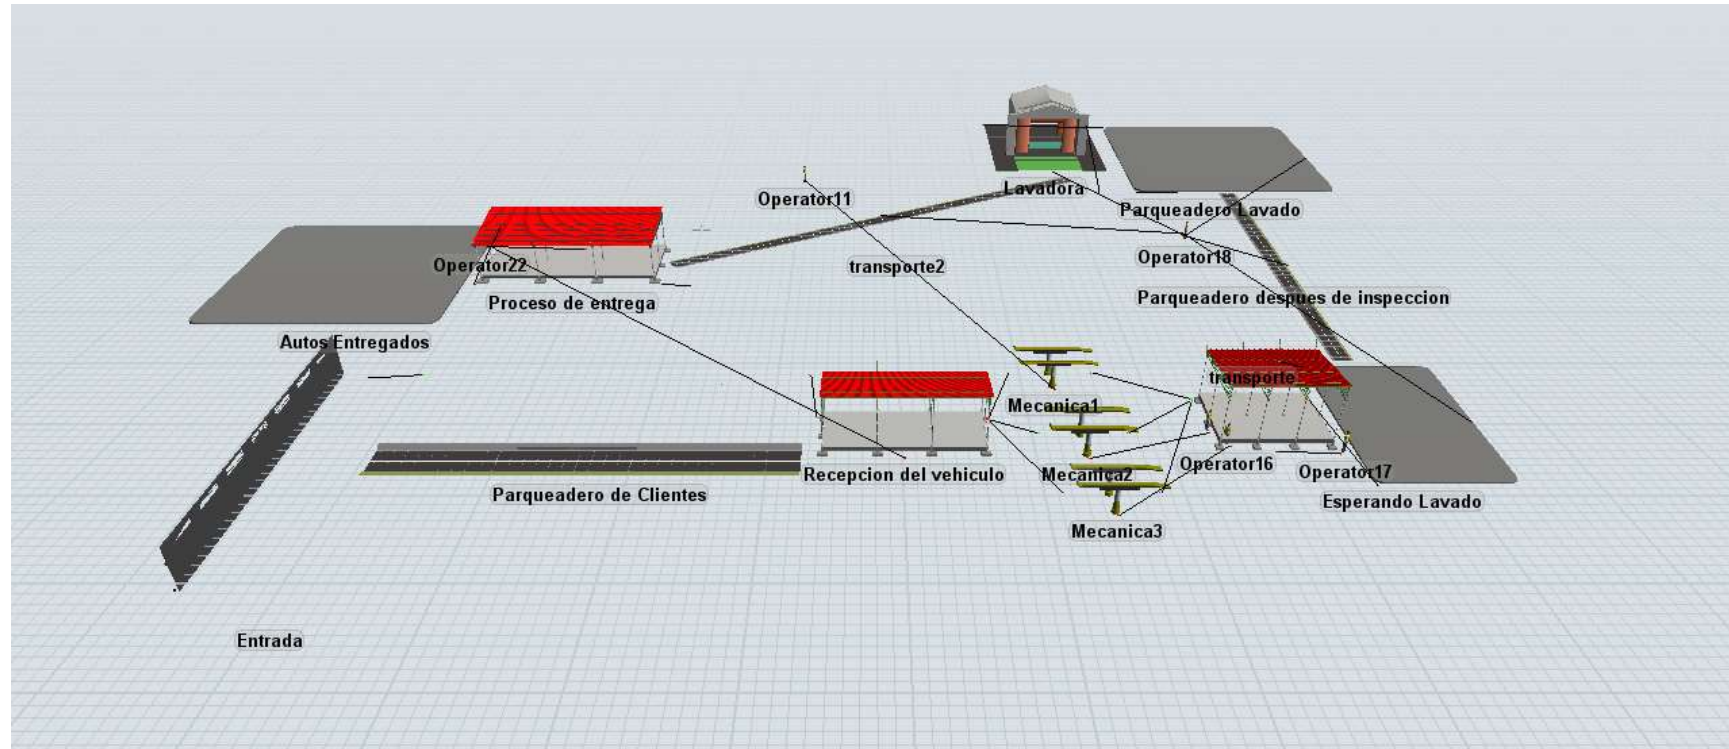 Lavadora
Operator11
Parqueadero Lavado
Operator22
transporte2
Operator18
Proceso de entrega
Parqueadero despues de inspeccion
Autos Entregados
transporte
Mecanica1
Recepcion del vehiculo
Mecanica2
Operator16
Operator17
Parqueadero de Clientes
Esperando Lavado
Mecanica3
Entrada